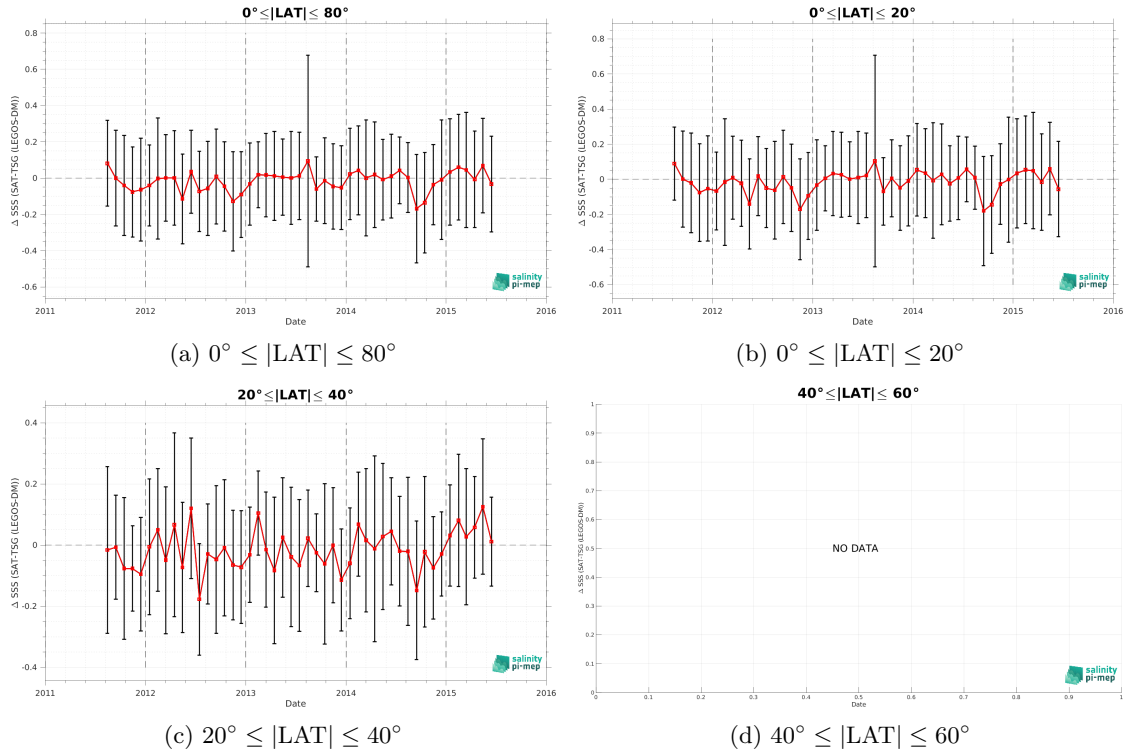 0°≤|LAT|≤ 80°
Δ SSS (SAT-TSG (LEGOS-DM))
0.8
0.6
0.4
0.2
0
-0.2
-0.4
-0.6
2011 2012 2013 2014 2015 2016
Date
salinity
pi-mep
(a) 0° ≤ |LAT| ≤ 80°
0°≤|LAT|≤ 20°
Δ SSS (SAT-TSG (LEGOS-DM))
0.8
0.6
0.4
0.2
0
-0.2
-0.4
-0.6
2011 2012 2013 2014 2015 2016
Date
salinity
pi-mep
(b) 0° ≤ |LAT| ≤ 20°
20°≤|LAT|≤ 40°
Δ SSS (SAT-TSG (LEGOS-DM))
0.4
0.2
0
-0.2
-0.4
2011 2012 2013 2014 2015 2016
Date
salinity
pi-mep
(c) 20° ≤ |LAT| ≤ 40°
40°≤|LAT|≤ 60°
Δ SSS (SAT-TSG (LEGOS-DM))
1
0.9
0.8
0.7
0.6
0.5
0.4
0.3
0.2
0.1
0
NO DATA
0 0.1 0.2 0.3 0.4 0.5 0.6 0.7 0.8 0.9 1
Date
salinity
pi-mep
(d) 40° ≤ |LAT| ≤ 60°